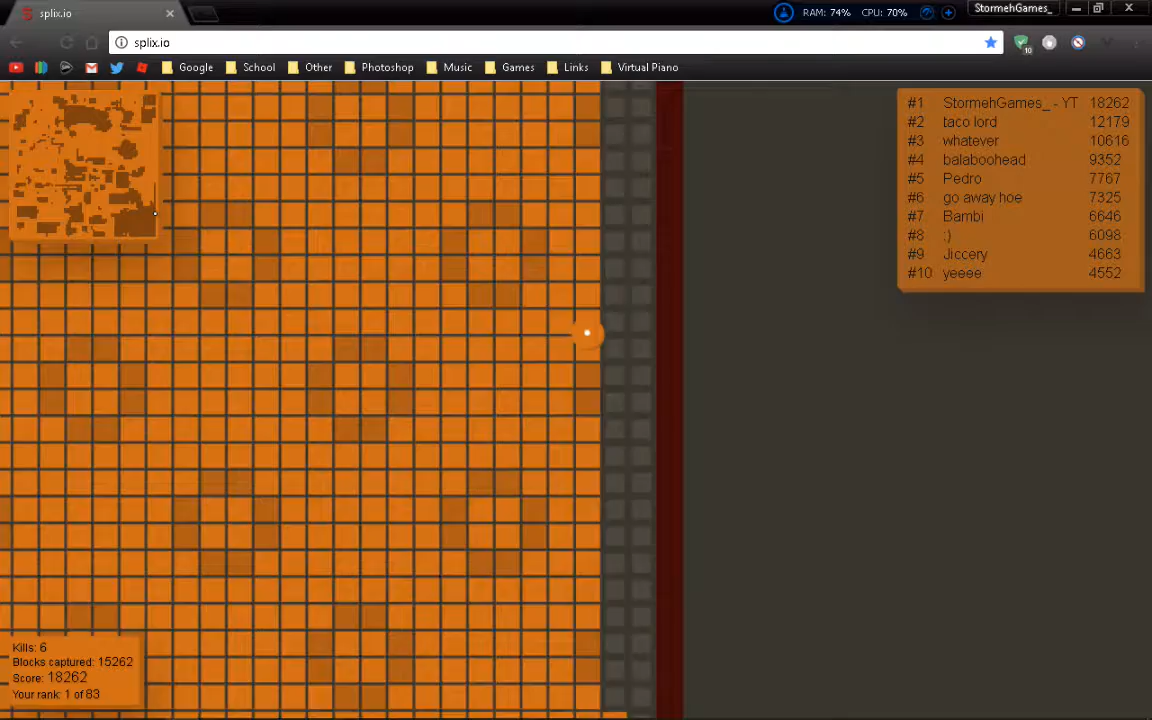 splix.io
RAM: 74% CPU: 70%
StormehGames_
splix.io
10
Google School Other Photoshop Music Games Links Virtual Piano
#1 StormehGames_ - YT 18262
#2 taco lord 12179
#3 whatever 10616
#4 balaboohead 9352
#5 Pedro 7767
#6 go away hoe 7325
#7 Bambi 6646
#8 :) 6098
#9 Jiccery 4663
#10 yeeee 4552
Kills: 6
Blocks captured: 15262
Score: 18262
Your rank: 1 of 83